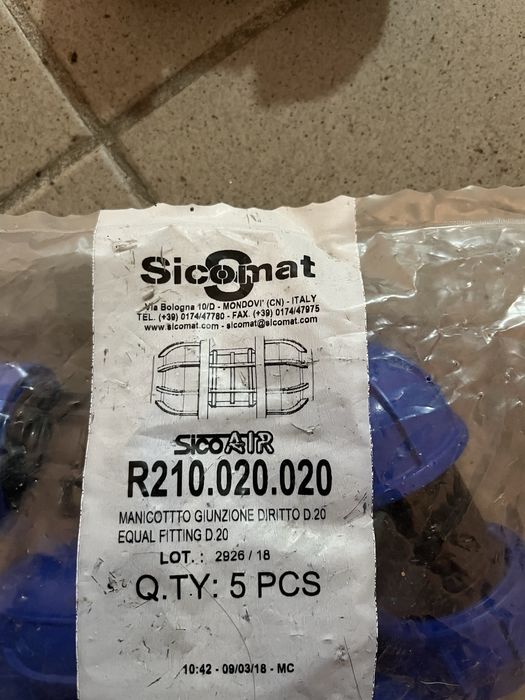 Sicomat
Via Bologna 10/D - MONDOVI' (CN) - ITALY
TEL. (+39) 0174/47780 - FAX. (+39) 0174/47975
www.sicomat.com - sicomat@sicomat.com
SicoAIR
R210.020.020
MANICOTTTO GIUNZIONE DIRITTO D.20
EQUAL FITTING D.20
LOT. : 2926 / 18
Q.TY: 5 PCS
10:42 - 09/03/18 - MC